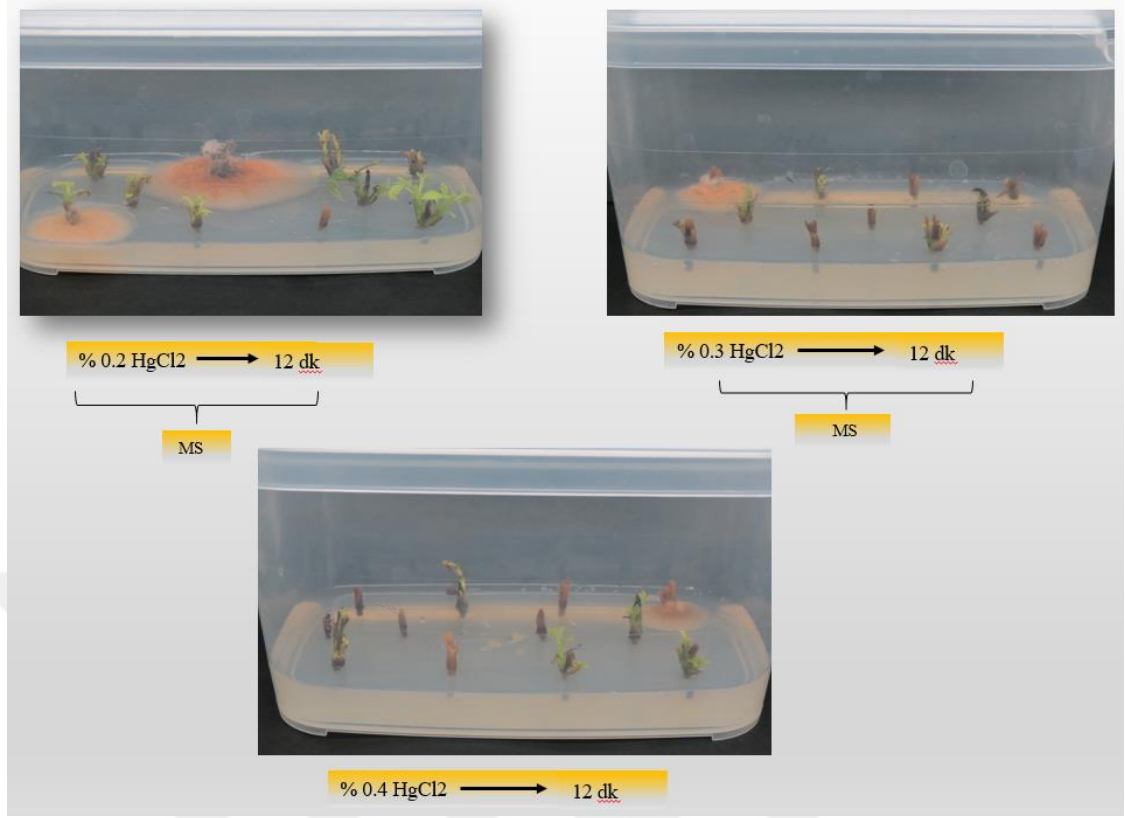 % 0.2 HgCl2 → 12 dk
MS
% 0.3 HgCl2 → 12 dk
MS
% 0.4 HgCl2 → 12 dk